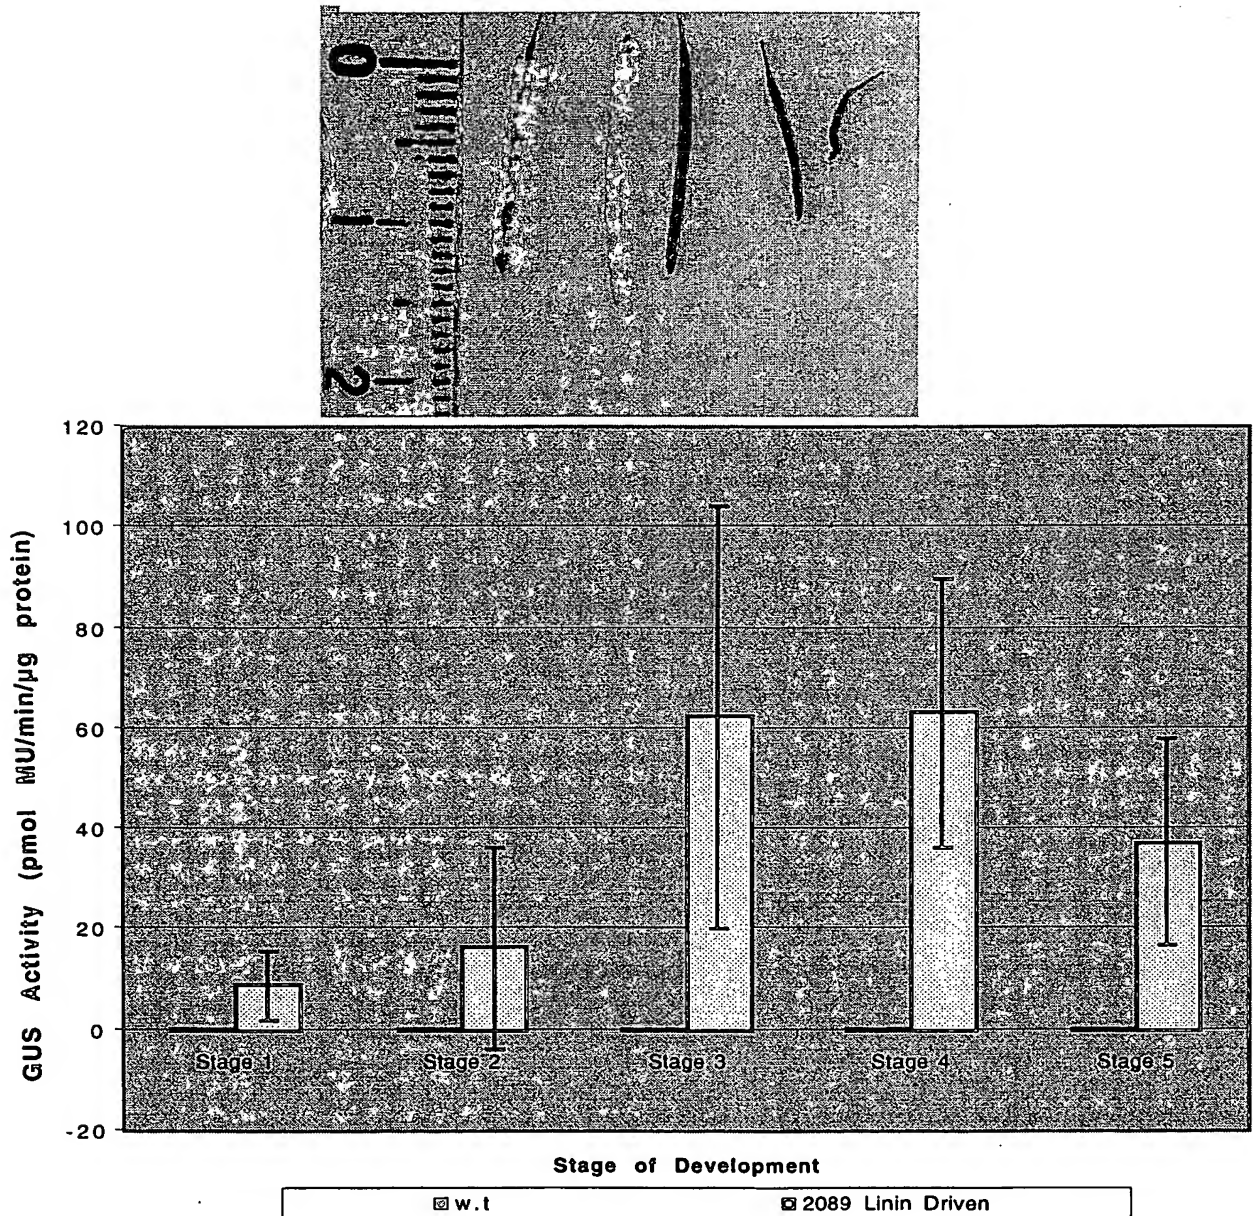 0
2
120
100
80
60
40
20
0
-20
GUS Activity (pmol MU/min/µg protein)
Stage 1
Stage 2
Stage 3
Stage 4
Stage 5
Stage of Development
w.t
2089 Linin Driven